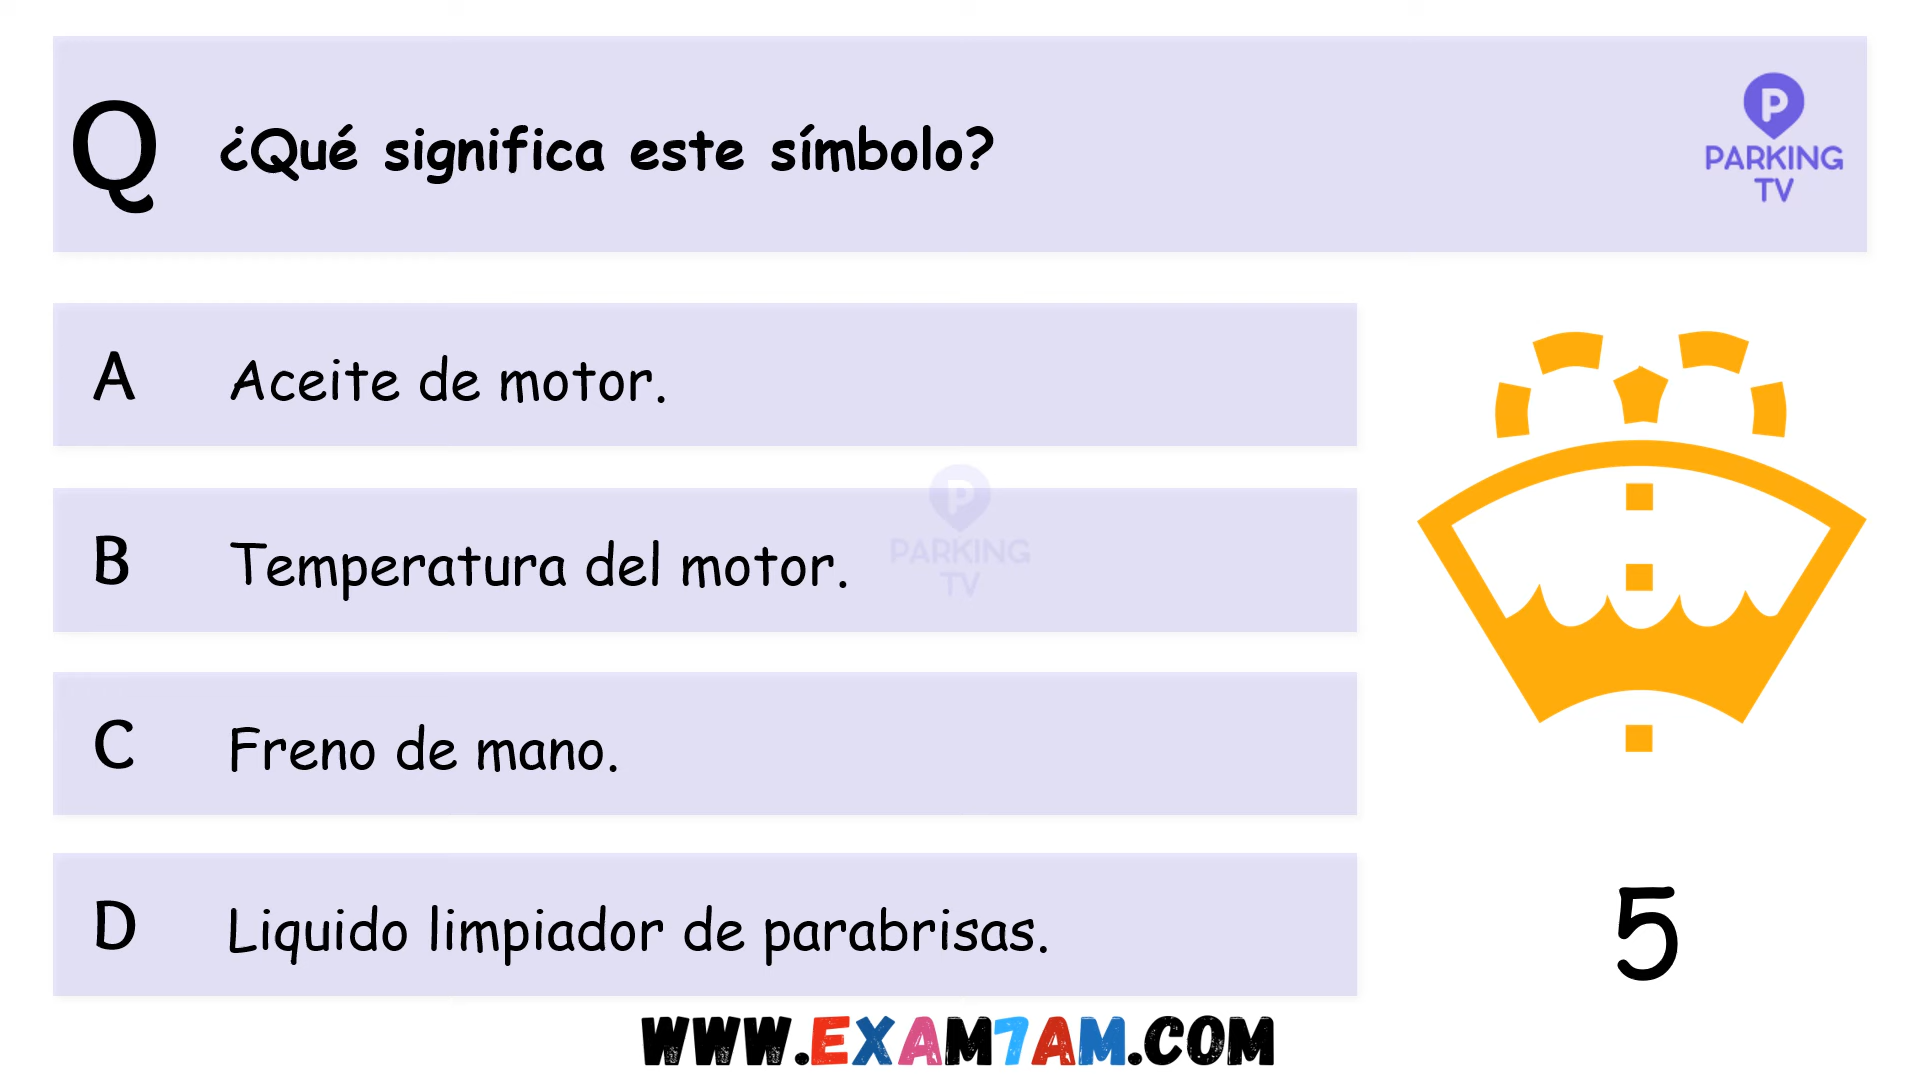 Q ¿Qué significa este símbolo?
P
PARKING
TV
A Aceite de motor.
B Temperatura del motor.
P
PARKING
TV
C Freno de mano.
D Liquido limpiador de parabrisas.
5
WWW.EXAM7AM.COM